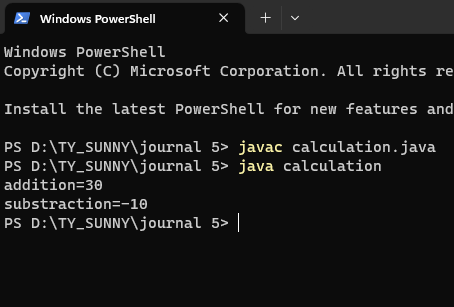 Windows PowerShell
Windows PowerShell
Copyright (C) Microsoft Corporation. All rights re
Install the latest PowerShell for new features and
PS D:\TY_SUNNY\journal 5> javac calculation.java
PS D:\TY_SUNNY\journal 5> java calculation
addition=30
substraction=-10
PS D:\TY_SUNNY\journal 5>